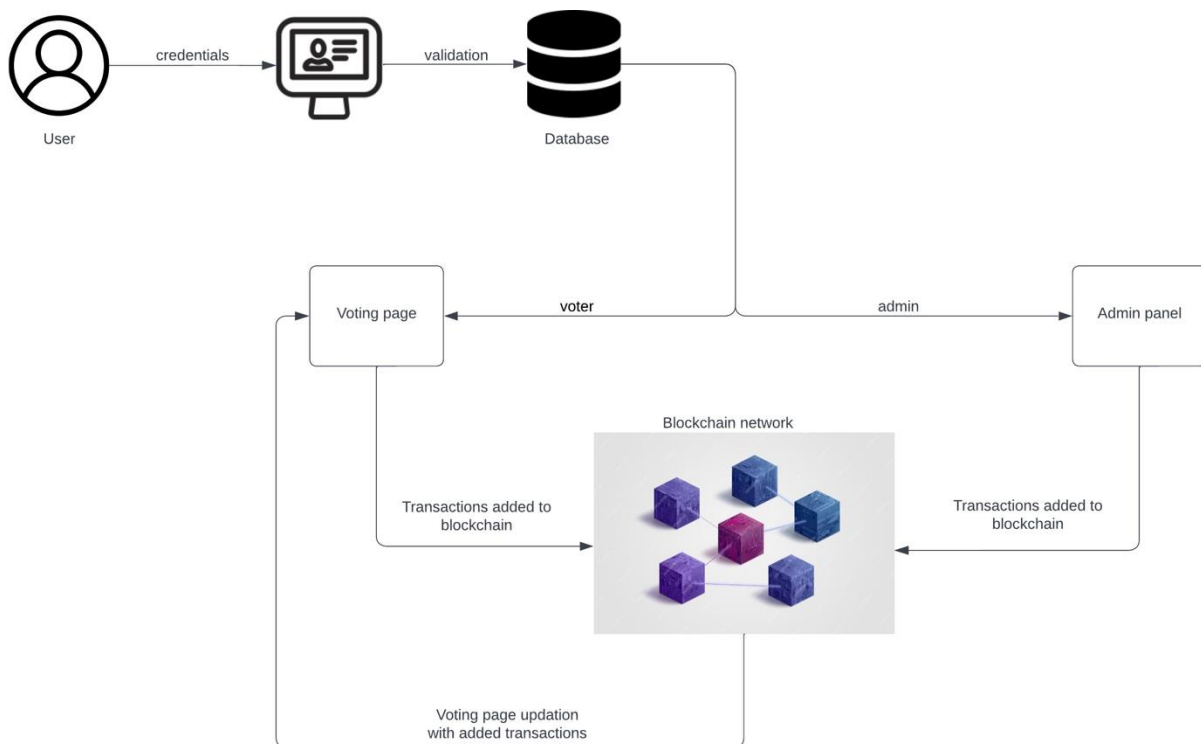 credentials
validation
User
Database
Voting page
voter
admin
Admin panel
Blockchain network
Transactions added to
blockchain
Transactions added to
blockchain
Voting page updation
with added transactions